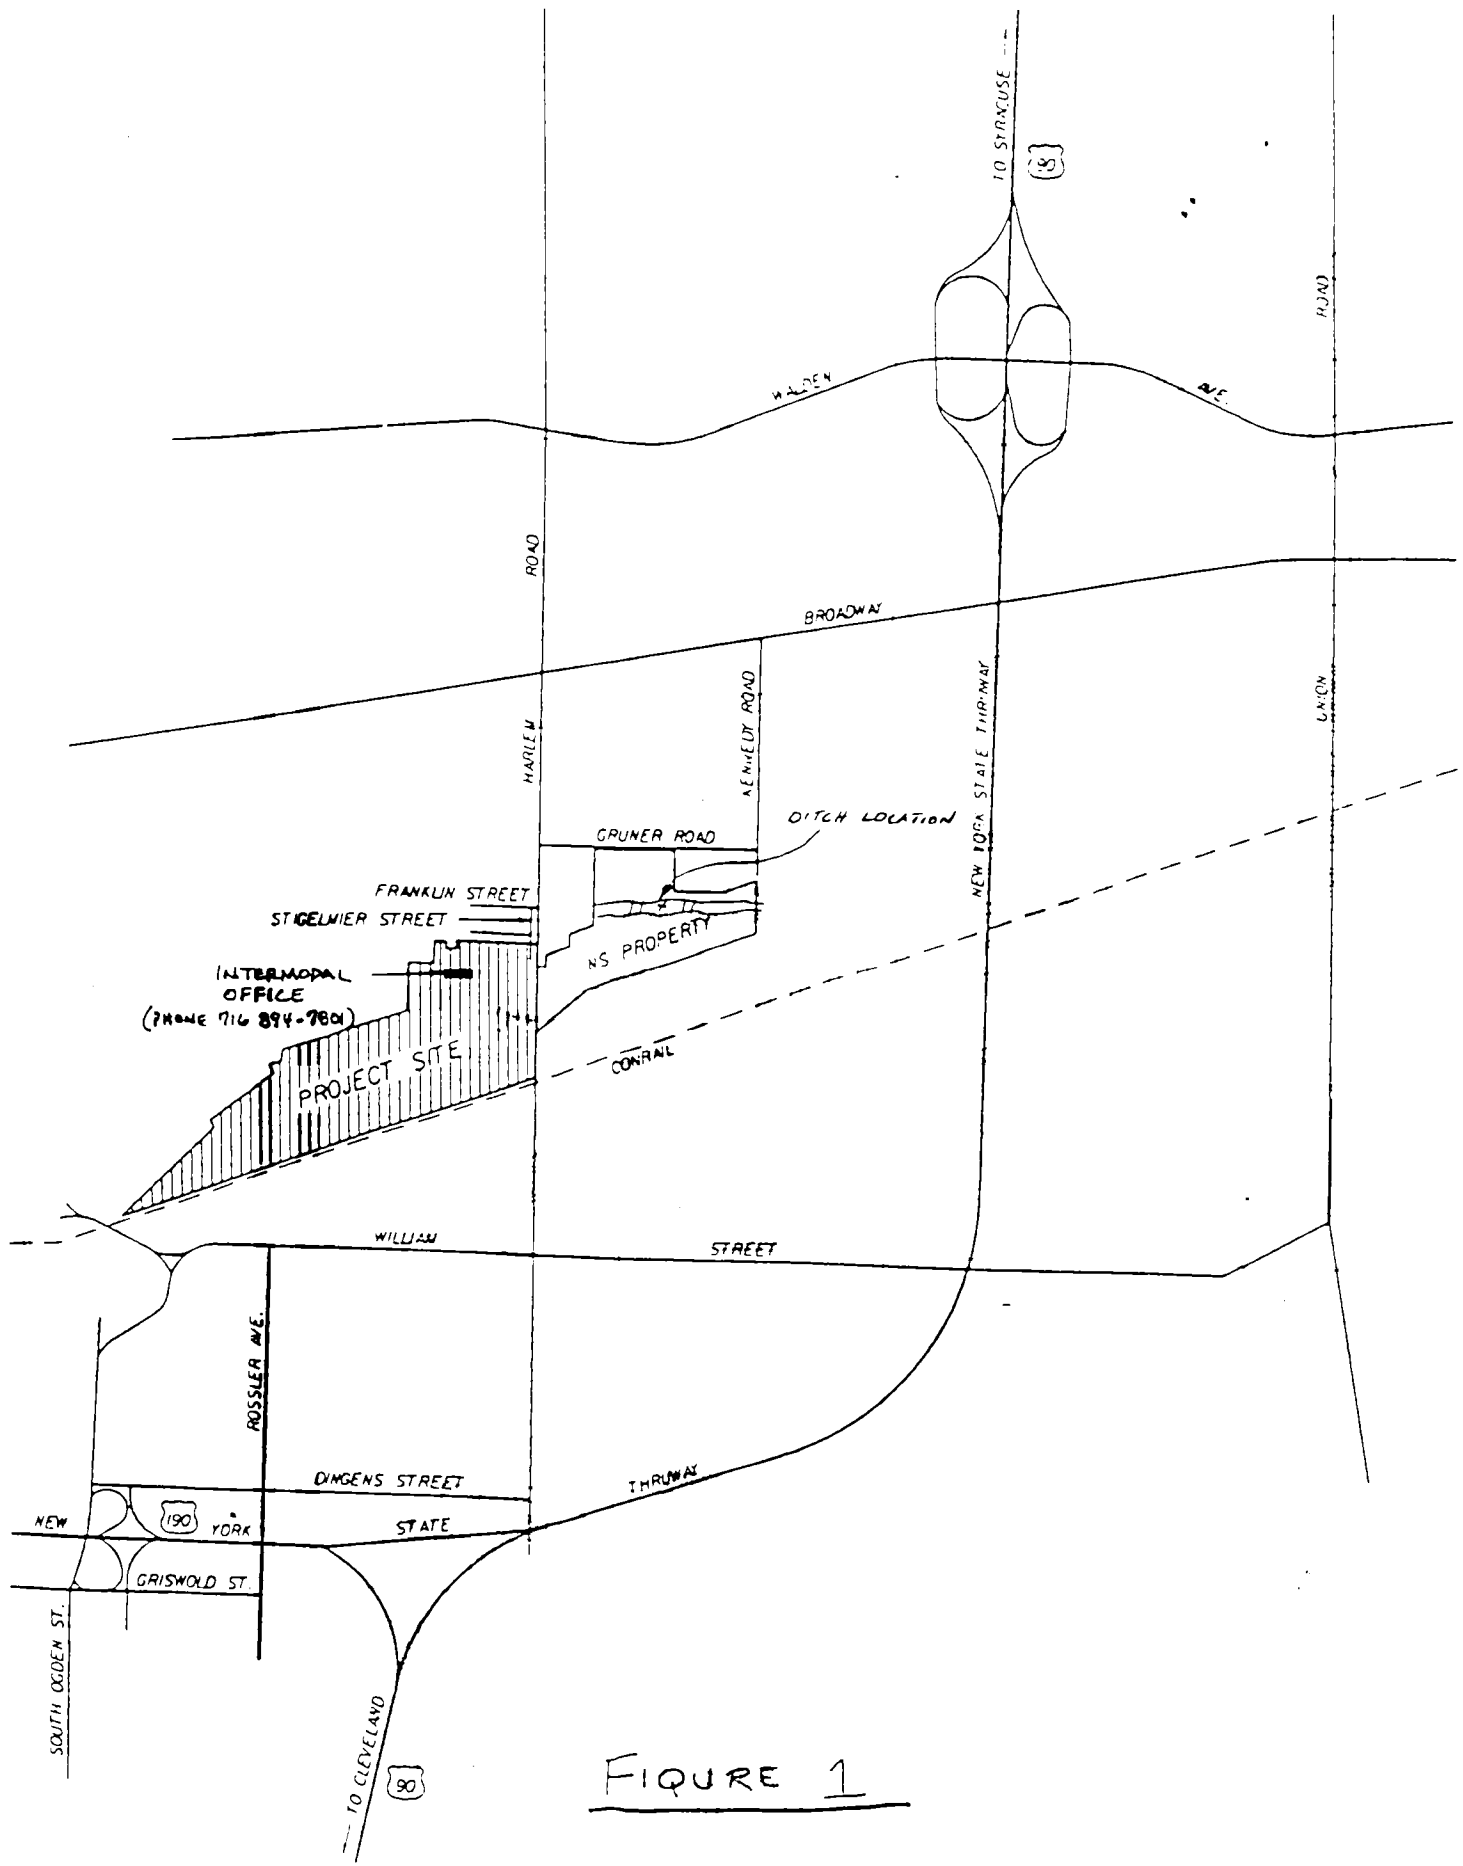 TO SYRACUSE
90
ROAD
WALDEN
AVE.
ROAD
BROADWAY
HARLEM
KENNEDY ROAD
NEW YORK STATE THRUWAY
UNION
DITCH LOCATION
GRUNER ROAD
FRANKLIN STREET
STIGELMIER STREET
NS PROPERTY
INTERMODAL
OFFICE
(PHONE 716 894-7801)
PROJECT SITE
CONRAIL
WILLIAM
STREET
ROSSLER AVE.
DINGENS STREET
THRUWAY
NEW
190
YORK
STATE
GRISWOLD ST.
SOUTH OGDEN ST.
TO CLEVELAND
90
FIGURE 1